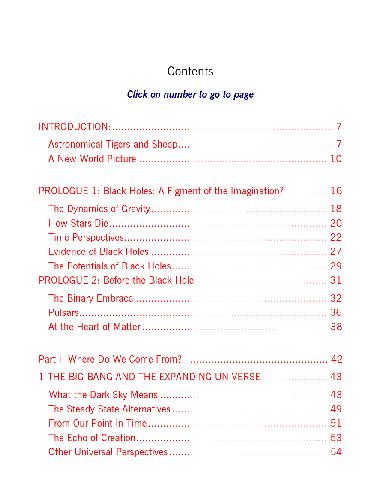 Contents
Click on number to go to page
INTRODUCTION: 7
Astronomical Tigers and Sheep 7
A New World Picture 10
PROLOGUE 1: Black Holes: A Figment of the Imagination? 16
The Dynamics of Gravity 18
How Stars Die 20
Time Perspectives 22
Evidence of Black Holes 27
The Potentials of Black Holes 29
PROLOGUE 2: Before the Black Hole 31
The Binary Embrace 32
Pulsars 36
At the Heart of Matter 38
Part I Where Do We Come From? 42
1 THE BIG BANG AND THE EXPANDING UNIVERSE 43
What the Dark Sky Means 43
The Steady State Alternatives 49
From Our Point in Time 51
The Echo of Creation 53
Other Universal Perspectives 54